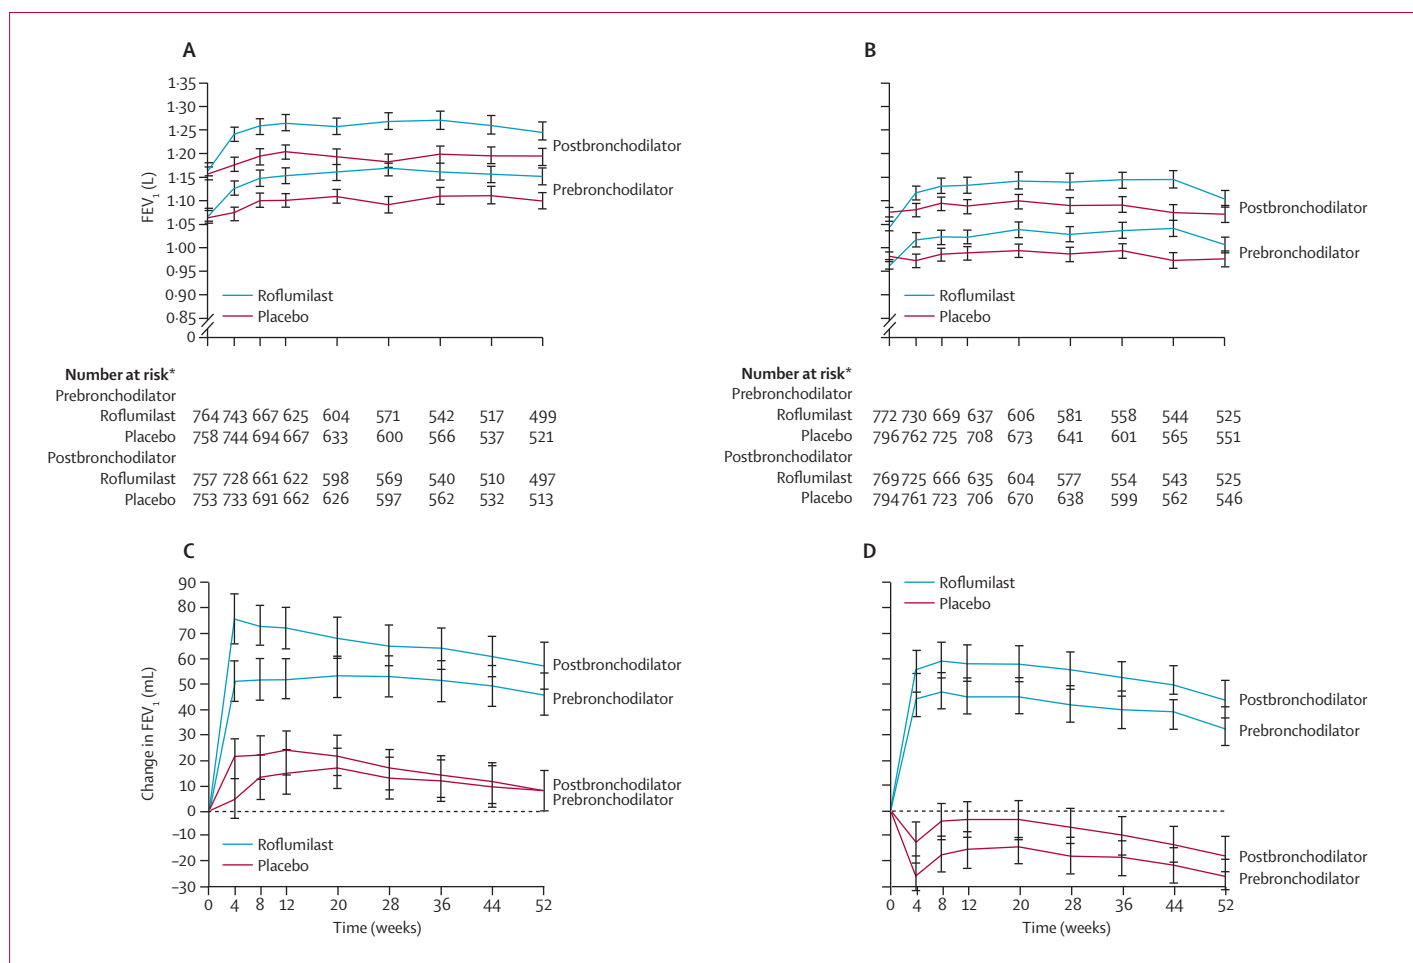 A
1·35
1·30
1·25
1·20
1·15
1·10
1·05
1·00
0·95
0·90
0·85
0
FEV1 (L)
Postbronchodilator
Prebronchodilator
Roflumilast
Placebo
B
Postbronchodilator
Prebronchodilator
Roflumilast
Placebo
Number at risk*
Prebronchodilator
Roflumilast 764 743 667 625 604 571 542 517 499
Placebo 758 744 694 667 633 600 566 537 521
Postbronchodilator
Roflumilast 757 728 661 622 598 569 540 510 497
Placebo 753 733 691 662 626 597 562 532 513
Number at risk*
Prebronchodilator
Roflumilast 772 730 669 637 606 581 558 544 525
Placebo 796 762 725 708 673 641 601 565 551
Postbronchodilator
Roflumilast 769 725 666 635 604 577 554 543 525
Placebo 794 761 723 706 670 638 599 562 546
C
90
80
70
60
50
40
30
20
10
0
–10
–20
–30
Change in FEV1 (mL)
Postbronchodilator
Prebronchodilator
Postbronchodilator
Prebronchodilator
Roflumilast
Placebo
0 4 8 12 20 28 36 44 52
Time (weeks)
D
Roflumilast
Placebo
Postbronchodilator
Prebronchodilator
Postbronchodilator
Prebronchodilator
0 4 8 12 20 28 36 44 52
Time (weeks)